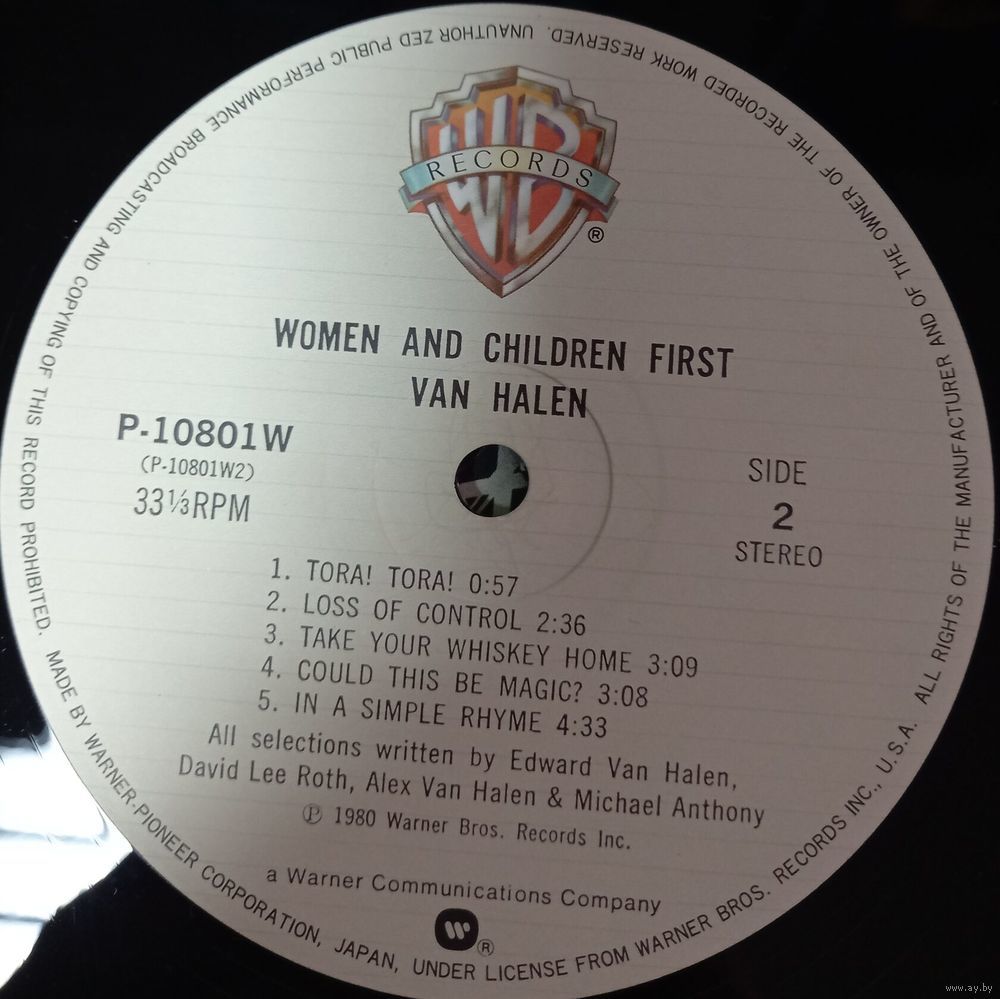 WB
RECORDS
®
WOMEN AND CHILDREN FIRST
VAN HALEN
P-10801W
(P-10801W2)
33⅓RPM
SIDE
2
STEREO
1. TORA! TORA! 0:57
2. LOSS OF CONTROL 2:36
3. TAKE YOUR WHISKEY HOME 3:09
4. COULD THIS BE MAGIC? 3:08
5. IN A SIMPLE RHYME 4:33
All selections written by Edward Van Halen,
David Lee Roth, Alex Van Halen & Michael Anthony
℗ 1980 Warner Bros. Records Inc.
a Warner Communications Company
W®
MADE BY WARNER-PIONEER CORPORATION, JAPAN, UNDER LICENSE FROM WARNER BROS. RECORDS INC., U.S.A. ALL RIGHTS OF THE MANUFACTURER AND OF THE OWNER OF THE RECORDED WORK RESERVED. UNAUTHOR ZED PUBLIC PERFORMANCE BROADCASTING AND COPYING OF THIS RECORD PROHIBITED.
www.ay.by